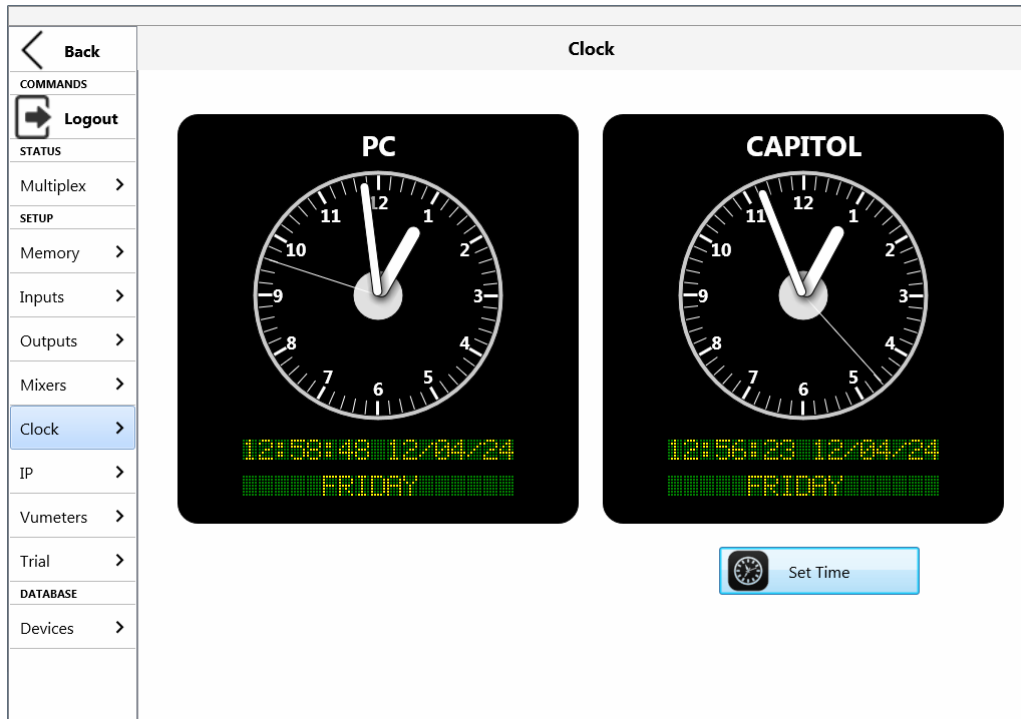 Back
Clock
COMMANDS
Logout
STATUS
Multiplex
SETUP
Memory
Inputs
Outputs
Mixers
Clock
IP
Vumeters
Trial
DATABASE
Devices
PC
12
1
2
3
4
5
6
7
8
9
10
11
12:58:48 12/04/24
FRIDAY
CAPITOL
12
1
2
3
4
5
6
7
8
9
10
11
12:56:23 12/04/24
FRIDAY
Set Time